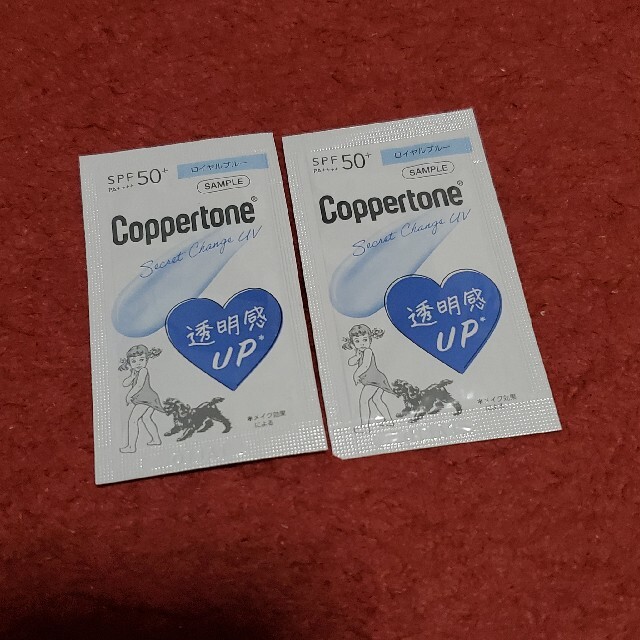 SPF 50+
PA++++
ロイヤルブルー
SAMPLE
Coppertone®
Secret Change UV
透明感
UP*
*メイク効果
による
SPF 50+
PA++++
ロイヤルブルー
SAMPLE
Coppertone®
Secret Change UV
透明感
UP*
*メイク効果
による